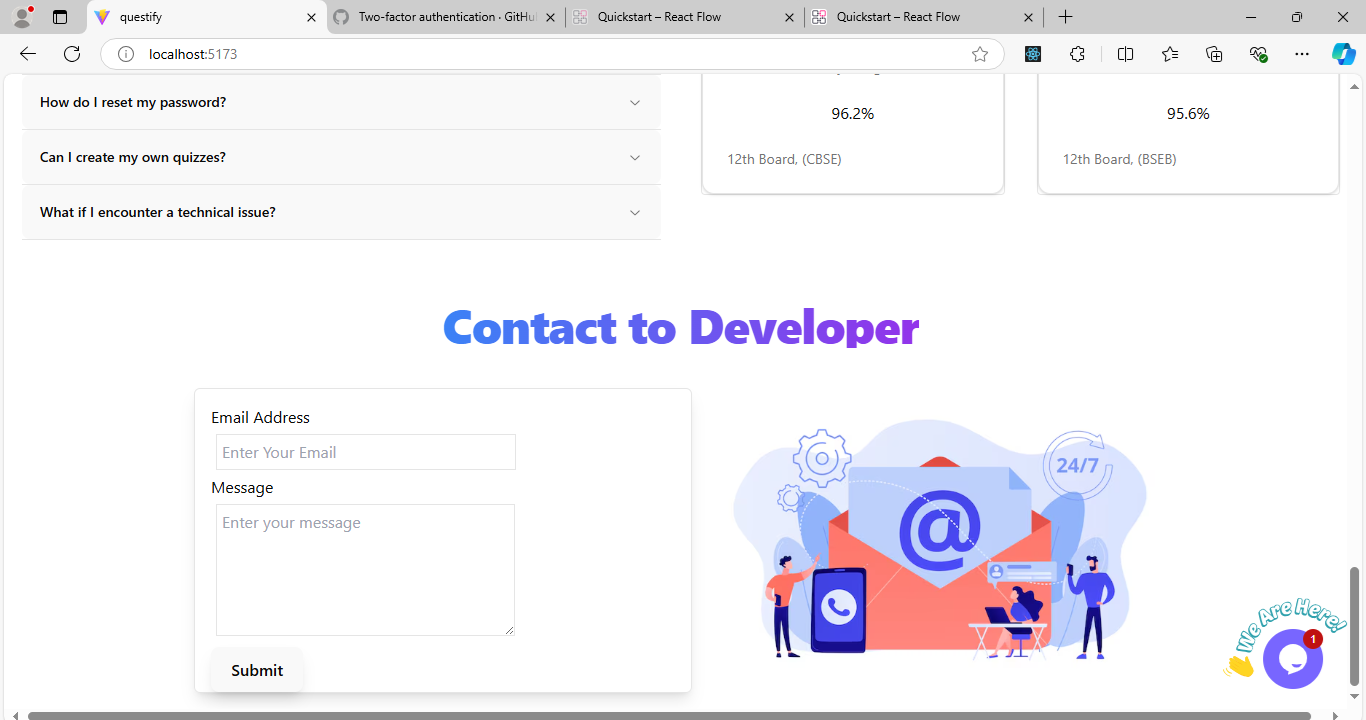 questify
Two-factor authentication · GitHu
Quickstart – React Flow
Quickstart – React Flow
localhost:5173
How do I reset my password?
96.2%
95.6%
Can I create my own quizzes?
12th Board, (CBSE)
12th Board, (BSEB)
What if I encounter a technical issue?
Contact to Developer
Email Address
Enter Your Email
24/7
Message
Enter your message
@
We Are Here!
1
Submit